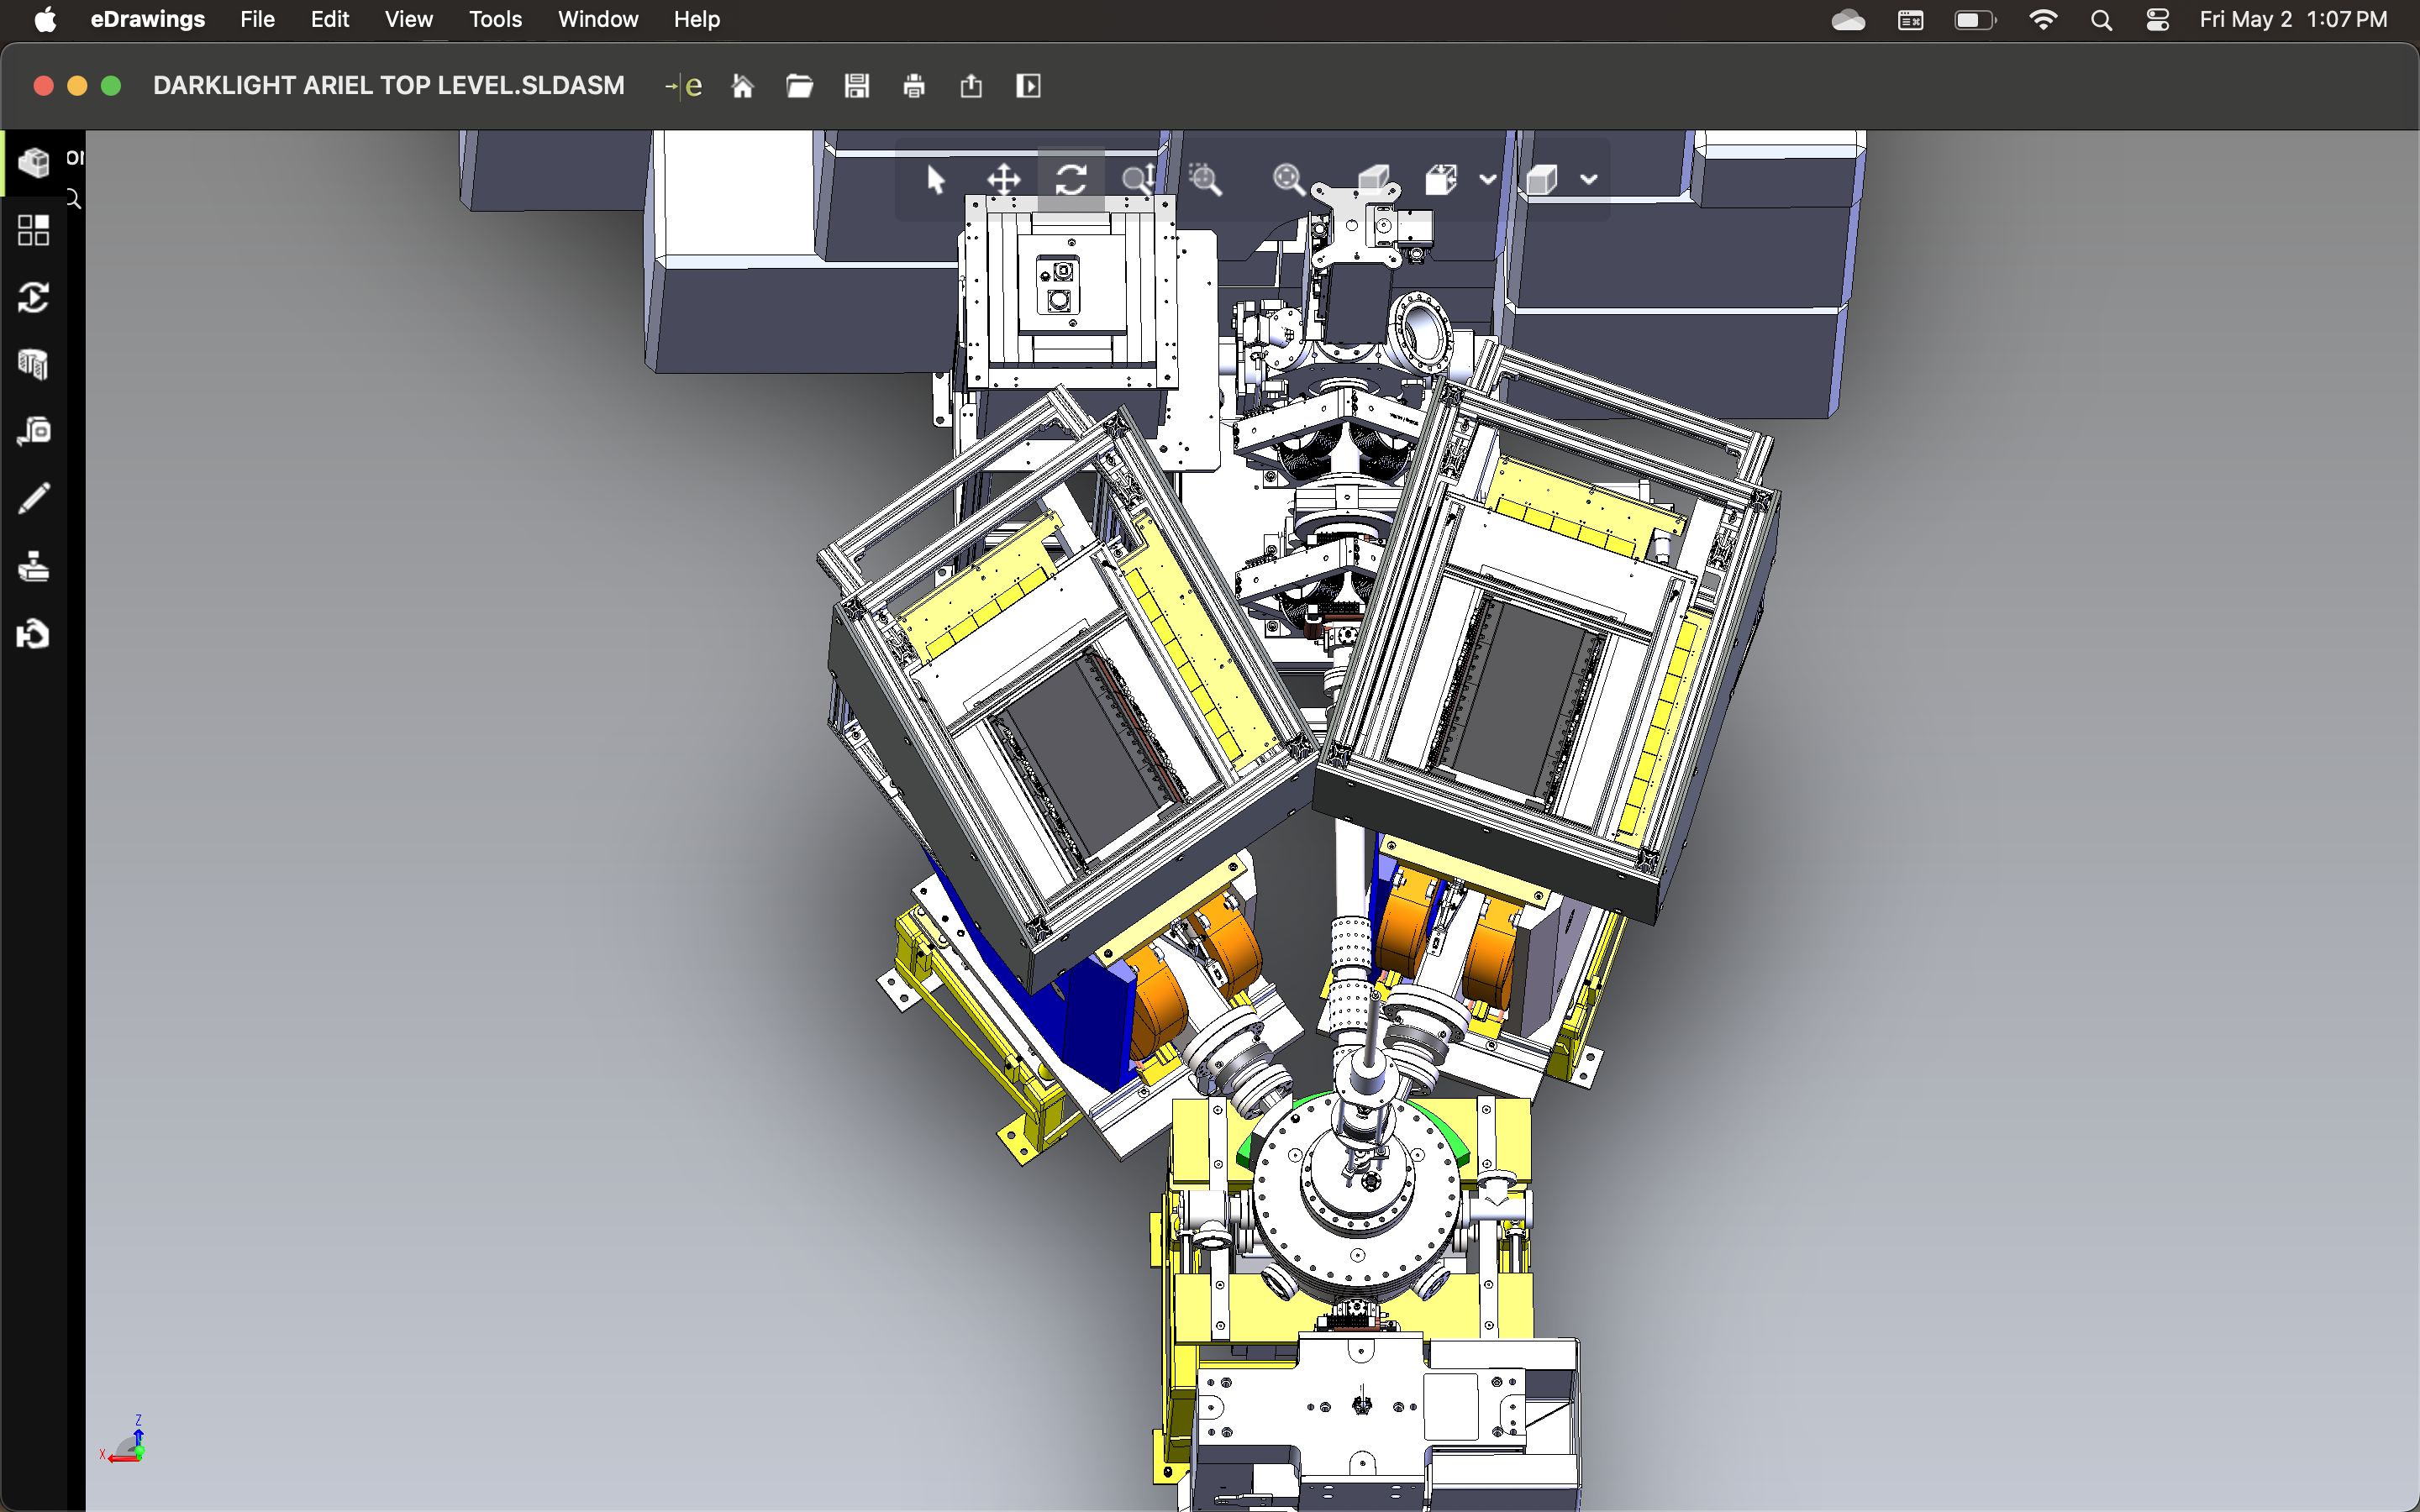 eDrawings File Edit View Tools Window Help Fri May 2 1:07 PM
DARKLIGHT ARIEL TOP LEVEL.SLDASM e
Z
X